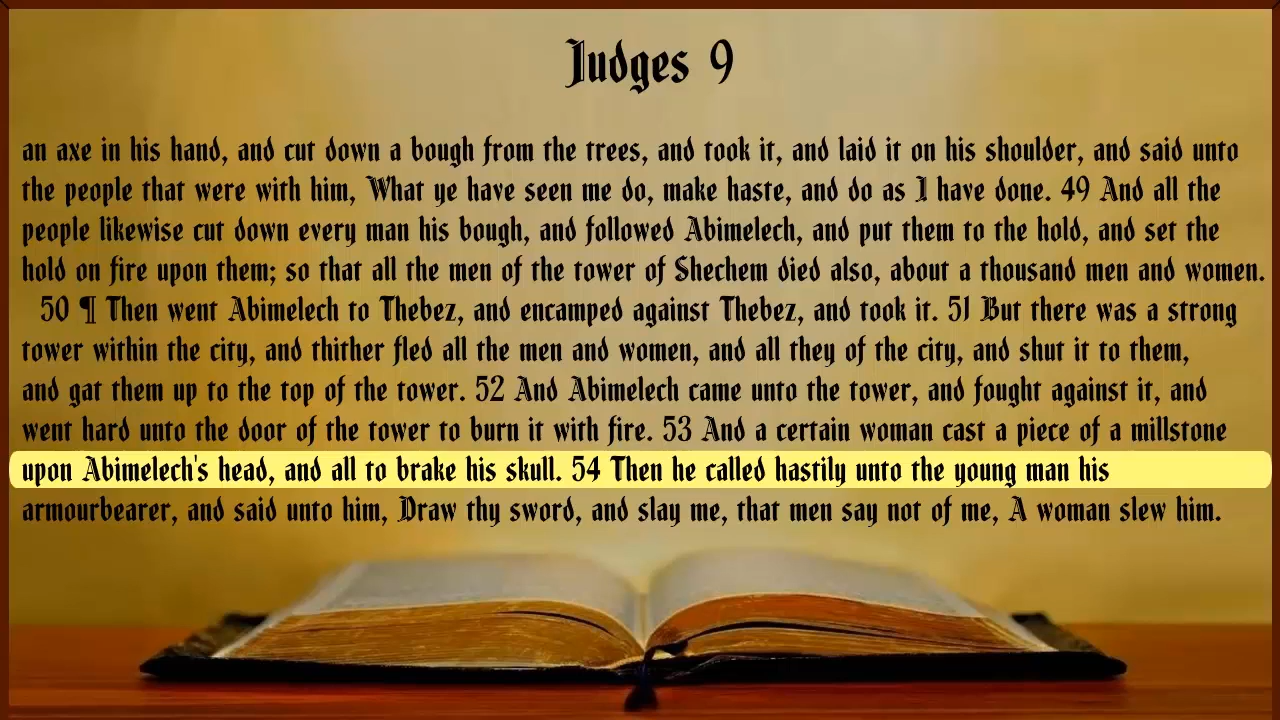 Judges 9
an axe in his hand, and cut down a bough from the trees, and took it, and laid it on his shoulder, and said unto
the people that were with him, What ye have seen me do, make haste, and do as I have done. 49 And all the
people likewise cut down every man his bough, and followed Abimelech, and put them to the hold, and set the
hold on fire upon them; so that all the men of the tower of Shechem died also, about a thousand men and women.
50 ¶ Then went Abimelech to Thebez, and encamped against Thebez, and took it. 51 But there was a strong
tower within the city, and thither fled all the men and women, and all they of the city, and shut it to them,
and gat them up to the top of the tower. 52 And Abimelech came unto the tower, and fought against it, and
went hard unto the door of the tower to burn it with fire. 53 And a certain woman cast a piece of a millstone
upon Abimelech's head, and all to brake his skull. 54 Then he called hastily unto the young man his
armourbearer, and said unto him, Draw thy sword, and slay me, that men say not of me, A woman slew him.